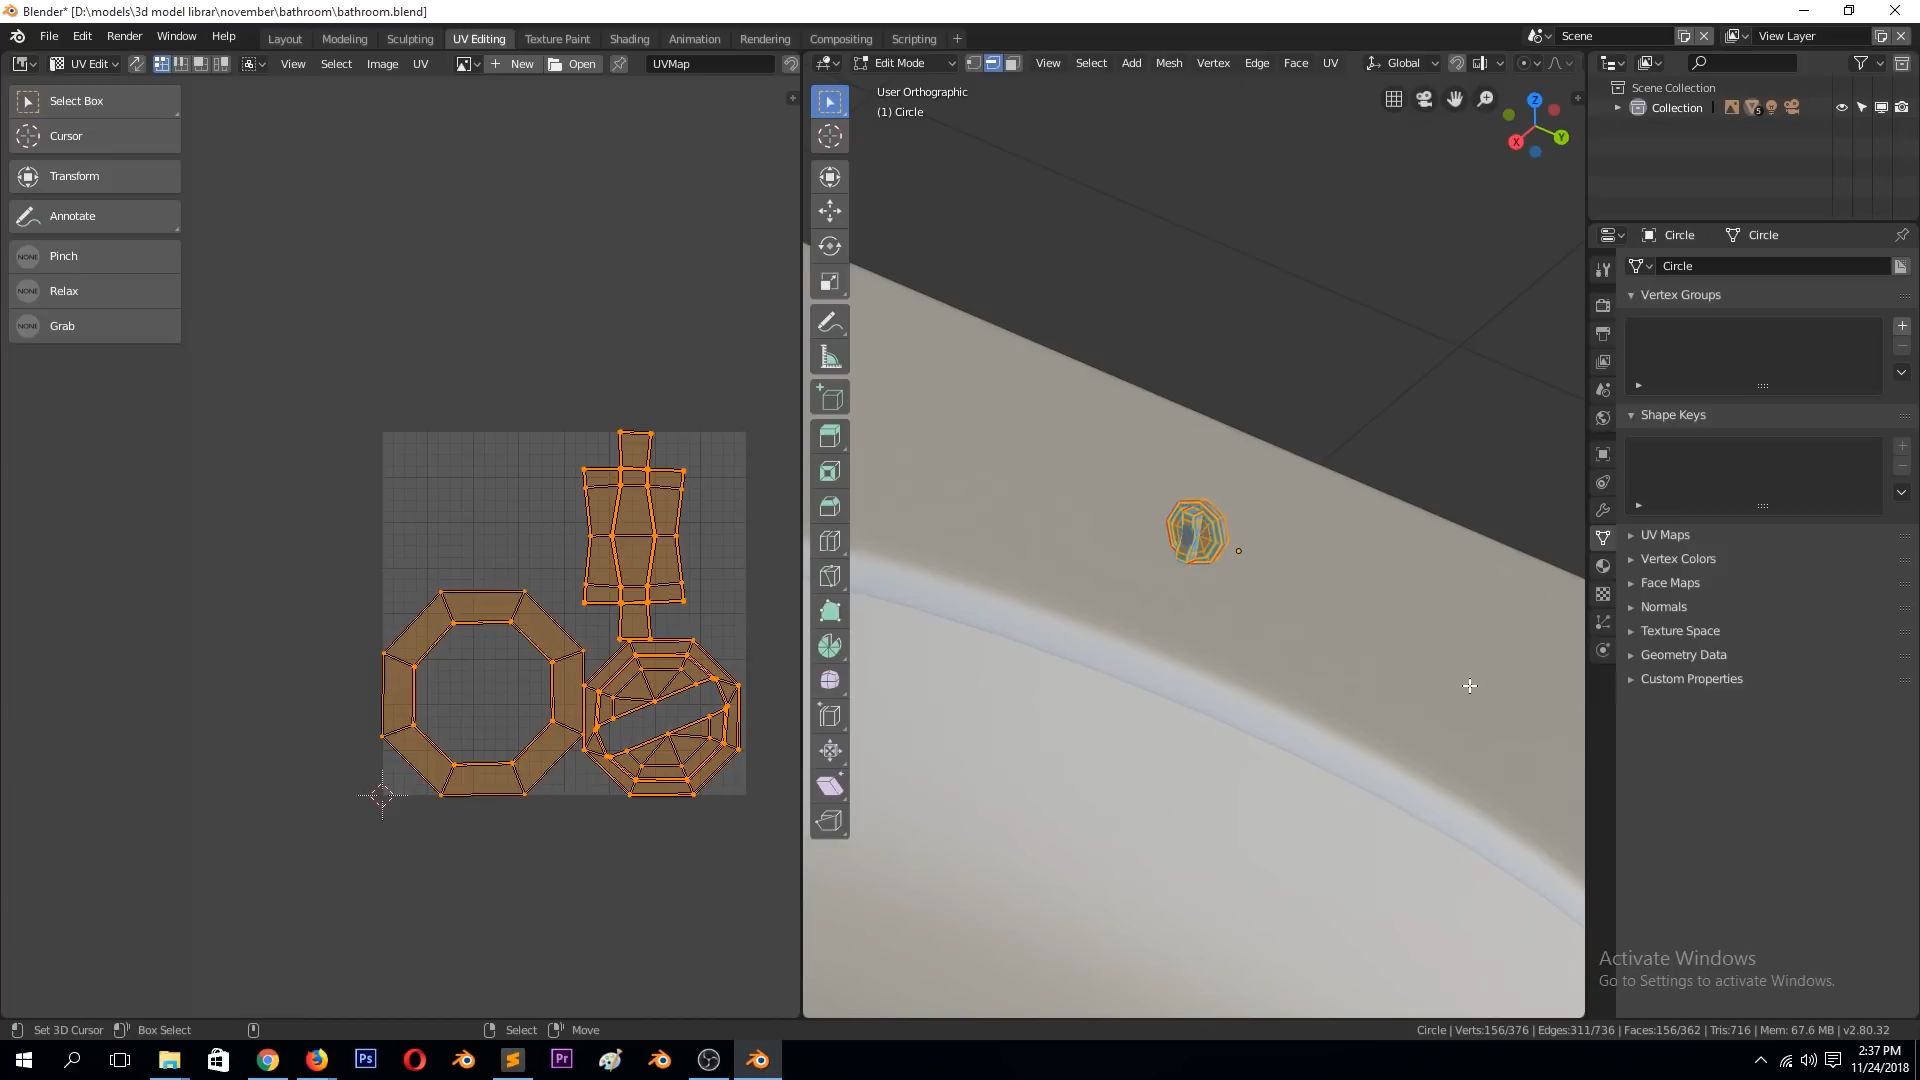 Blender* [D:\models\3d model librar\november\bathroom\bathroom.blend]
File Edit Render Window Help Layout Modeling Sculpting UV Editing Texture Paint Shading Animation Rendering Compositing Scripting Scene View Layer
UV Edit View Select Image UV New Open UVMap Edit Mode View Select Add Mesh Vertex Edge Face UV Global
Select Box
Cursor
Transform
Annotate
NONE Pinch
NONE Relax
NONE Grab
User Orthographic
(1) Circle
Z
Y
X
Scene Collection
Collection 5
Circle Circle
Circle
Vertex Groups
Shape Keys
UV Maps
Vertex Colors
Face Maps
Normals
Texture Space
Geometry Data
Custom Properties
Activate Windows
Go to Settings to activate Windows.
Set 3D Cursor Box Select Select Move Circle | Verts:156/376 | Edges:311/736 | Faces:156/362 | Tris:716 | Mem: 67.6 MB | v2.80.32
Ps Pr
2:37 PM
11/24/2018